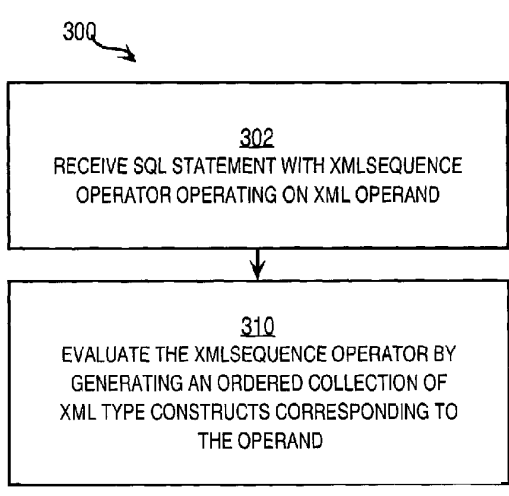 300
302
RECEIVE SQL STATEMENT WITH XMLSEQUENCE
OPERATOR OPERATING ON XML OPERAND
310
EVALUATE THE XMLSEQUENCE OPERATOR BY
GENERATING AN ORDERED COLLECTION OF
XML TYPE CONSTRUCTS CORRESPONDING TO
THE OPERAND